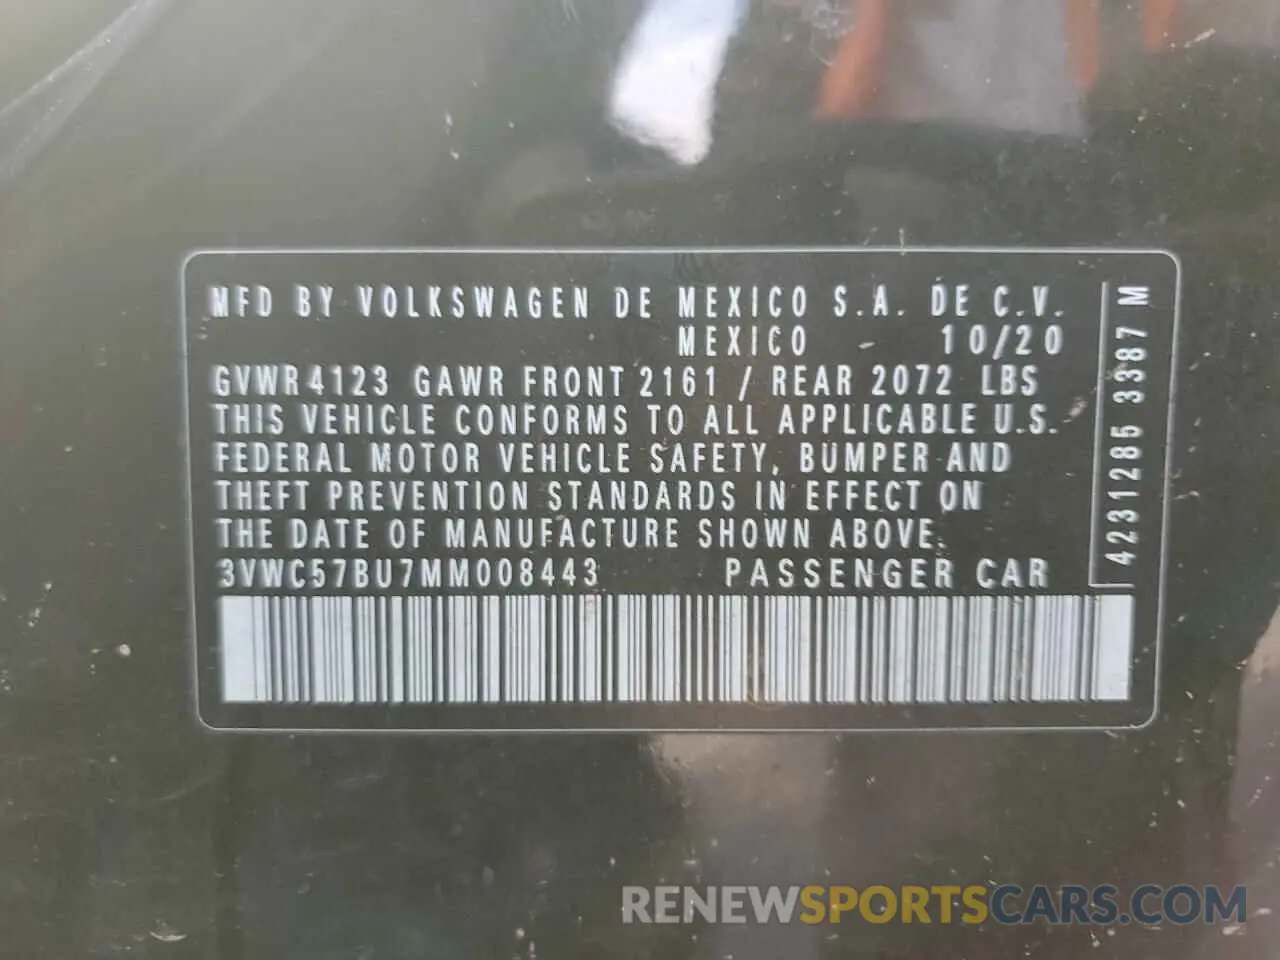 MFD BY VOLKSWAGEN DE MEXICO S.A. DE C.V.
MEXICO 10/20
GVWR 4123 GAWR FRONT 2161 / REAR 2072 LBS
THIS VEHICLE CONFORMS TO ALL APPLICABLE U.S.
FEDERAL MOTOR VEHICLE SAFETY, BUMPER AND
THEFT PREVENTION STANDARDS IN EFFECT ON
THE DATE OF MANUFACTURE SHOWN ABOVE.
3VWC57BU7MM008443 PASSENGER CAR
4231285 3387 M
RENEWSPORTSCARS.COM